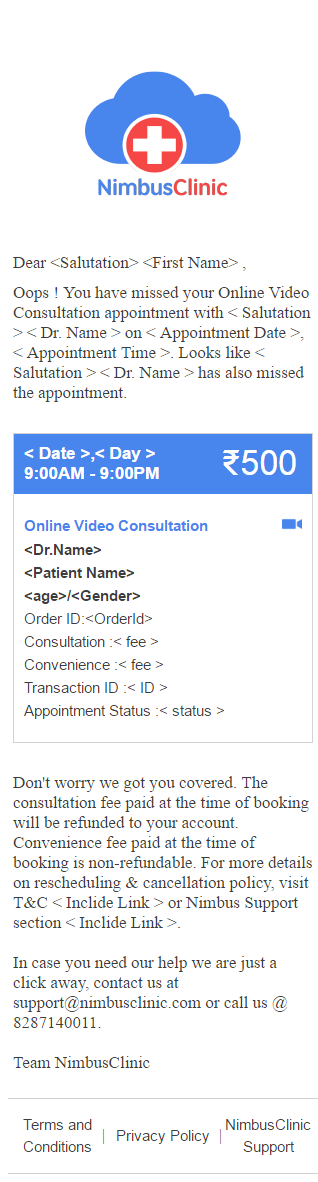 NimbusClinic
Dear <Salutation> <First Name> ,
Oops ! You have missed your Online Video
Consultation appointment with < Salutation
> < Dr. Name > on < Appointment Date >,
< Appointment Time >. Looks like <
Salutation > < Dr. Name > has also missed
the appointment.
< Date >,< Day >
9:00AM - 9:00PM
₹500
Online Video Consultation
<Dr.Name>
<Patient Name>
<age>/<Gender>
Order ID:<OrderId>
Consultation :< fee >
Convenience :< fee >
Transaction ID :< ID >
Appointment Status :< status >
Don't worry we got you covered. The
consultation fee paid at the time of booking
will be refunded to your account.
Convenience fee paid at the time of
booking is non-refundable. For more details
on rescheduling & cancellation policy, visit
T&C < Inclide Link > or Nimbus Support
section < Inclide Link >.
In case you need our help we are just a
click away, contact us at
support@nimbusclinic.com or call us @
8287140011.
Team NimbusClinic
Terms and
Conditions
| Privacy Policy |
NimbusClinic
Support